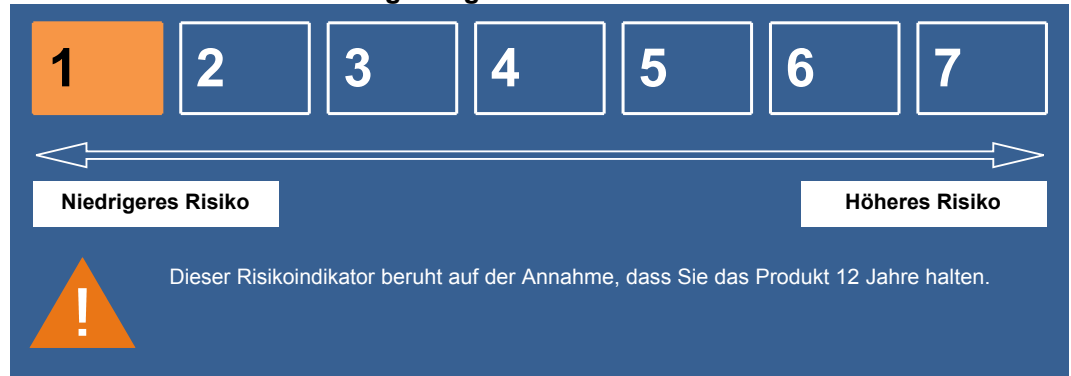 1 2 3 4 5 6 7
Niedrigeres Risiko Höheres Risiko
! Dieser Risikoindikator beruht auf der Annahme, dass Sie das Produkt 12 Jahre halten.